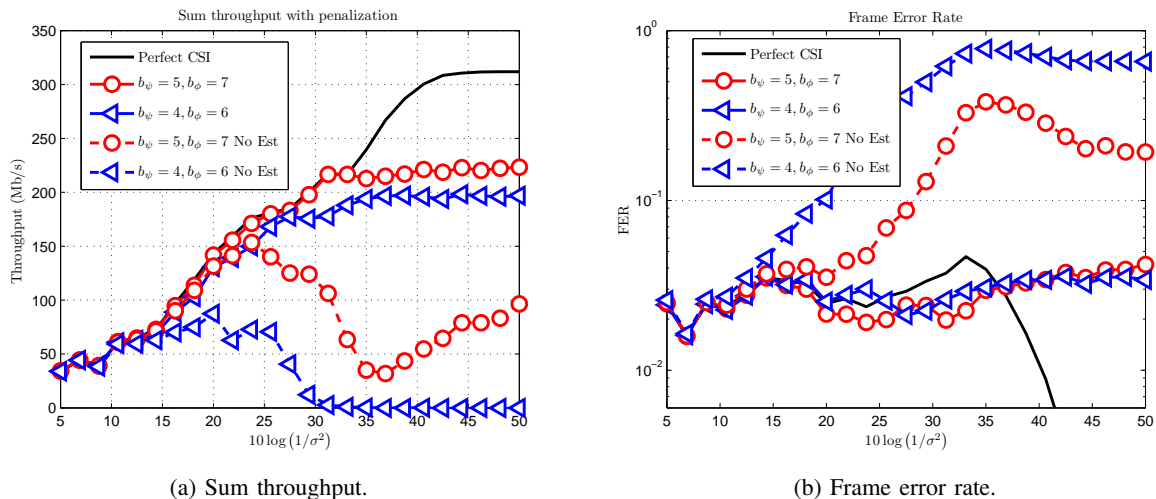 Sum throughput with penalization
350
300
250
200
150
100
50
0
Throughput (Mb/s)
Perfect CSI
b_ψ = 5, b_ϕ = 7
b_ψ = 4, b_ϕ = 6
b_ψ = 5, b_ϕ = 7 No Est
b_ψ = 4, b_ϕ = 6 No Est
5 10 15 20 25 30 35 40 45 50
10 log (1/σ²)
(a) Sum throughput.
Frame Error Rate
10⁰
10⁻¹
10⁻²
FER
Perfect CSI
b_ψ = 5, b_ϕ = 7
b_ψ = 4, b_ϕ = 6
b_ψ = 5, b_ϕ = 7 No Est
b_ψ = 4, b_ϕ = 6 No Est
5 10 15 20 25 30 35 40 45 50
10 log (1/σ²)
(b) Frame error rate.